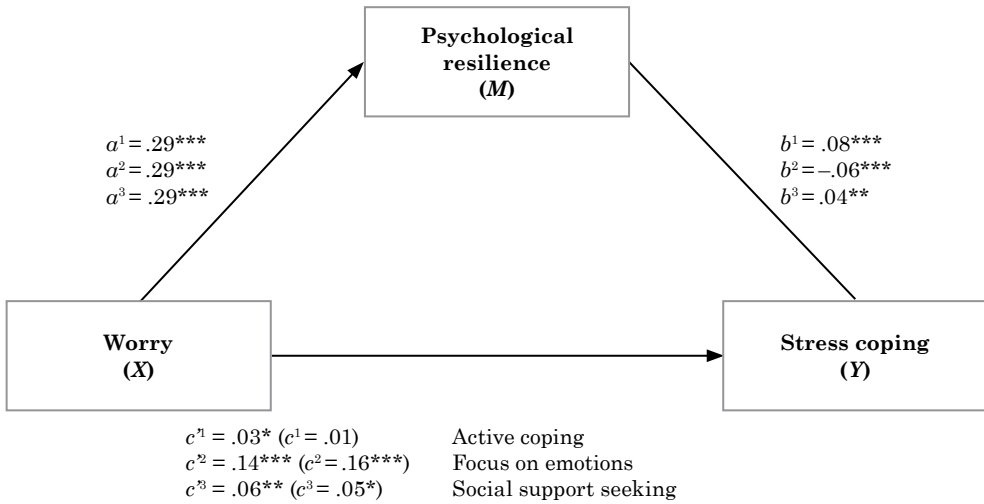 Psychological
resilience
(M)
a¹ = .29***
a² = .29***
a³ = .29***
b¹ = .08***
b² = –.06***
b³ = .04**
Worry
(X)
Stress coping
(Y)
c’¹ = .03* (c¹ = .01) Active coping
c’² = .14*** (c² = .16***) Focus on emotions
c’³ = .06** (c³ = .05*) Social support seeking